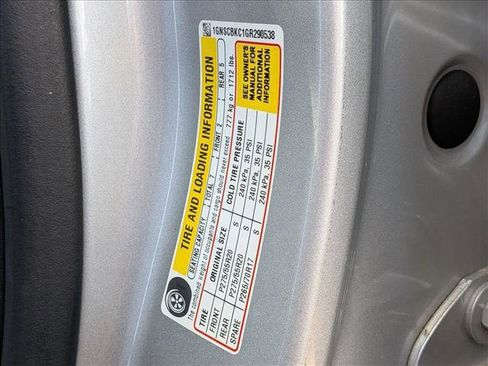 1GNSCBKC1GR290538
TIRE AND LOADING INFORMATION
SEATING CAPACITY TOTAL 7 FRONT 2 REAR 5
The combined weight of occupants and cargo should never exceed 777 kg or 1712 lbs.
TIRE ORIGINAL SIZE COLD TIRE PRESSURE
FRONT P275/55R20 S 240 kPa, 35 PSI
REAR P275/55R20 S 240 kPa, 35 PSI
SPARE P265/70R17 S 240 kPa, 35 PSI
SEE OWNER'S
MANUAL FOR
ADDITIONAL
INFORMATION